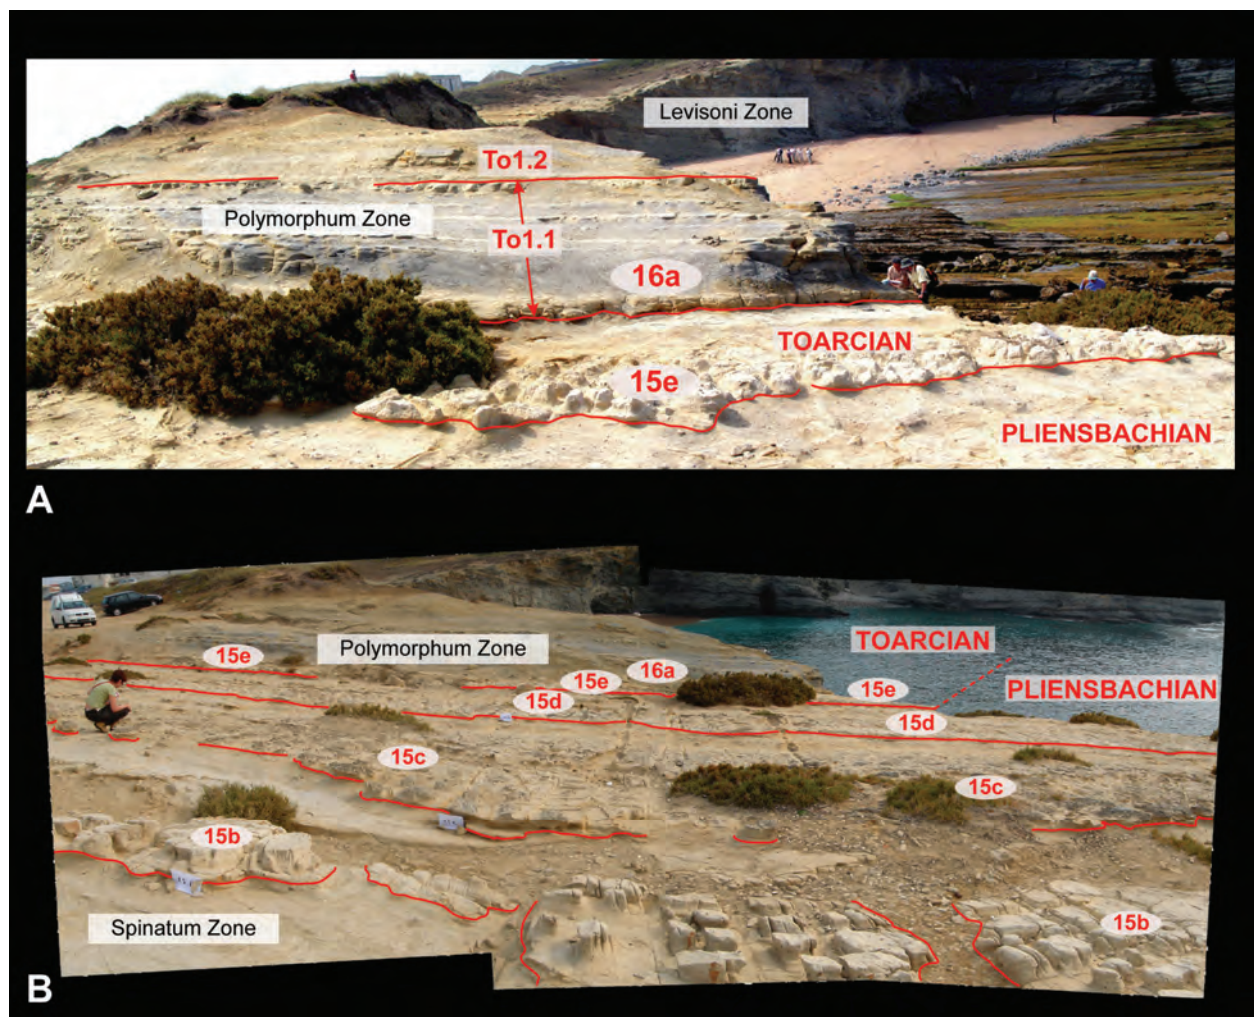 Levisoni Zone
To1.2
Polymorphum Zone
To1.1
16a
TOARCIAN
15e
PLIENSBACHIAN
A
15e
Polymorphum Zone
16a
15e
15d
TOARCIAN
15e
PLIENSBACHIAN
15d
15c
15c
15b
15b
Spinatum Zone
B